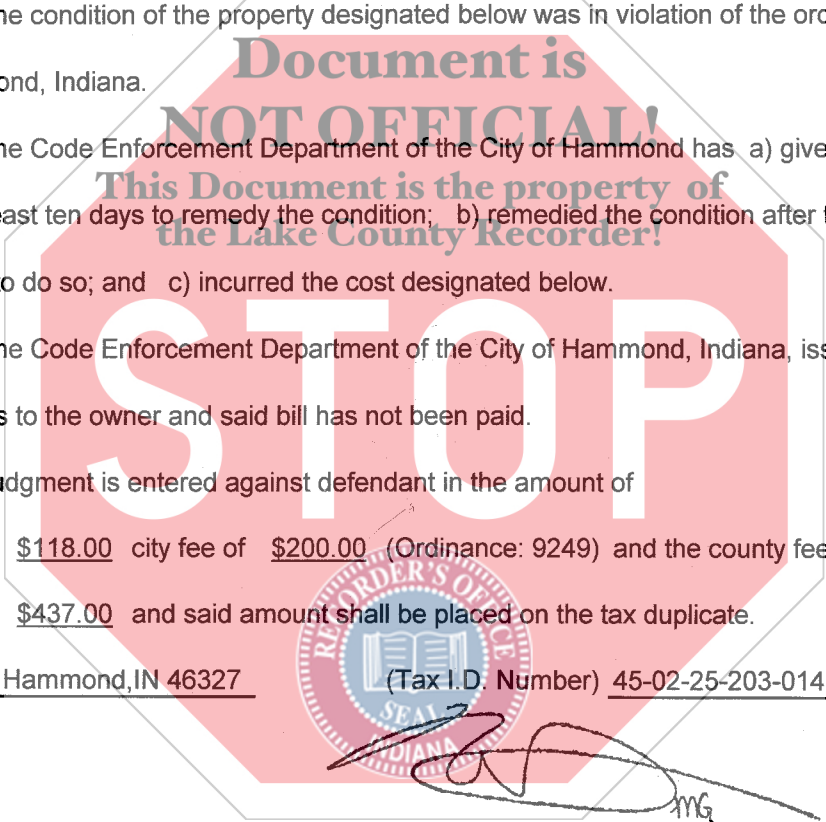 he condition of the property designated below was in violation of the ord
Document is
ond, Indiana.
NOT OFFICIAL!
he Code Enforcement Department of the City of Hammond has a) give
This Document is the property of
east ten days to remedy the condition; b) remedied the condition after
the Lake County Recorder!
o do so; and c) incurred the cost designated below.
STOP
he Code Enforcement Department of the City of Hammond, Indiana, iss
s to the owner and said bill has not been paid.
udgment is entered against defendant in the amount of
$118.00 city fee of $200.00 (Ordinance: 9249) and the county fee
$437.00 and said amount shall be placed on the tax duplicate.
RECORDER'S OFFICE
Hammond,IN 46327 (Tax I.D. Number) 45-02-25-203-014
SEAL
INDIANA
MG